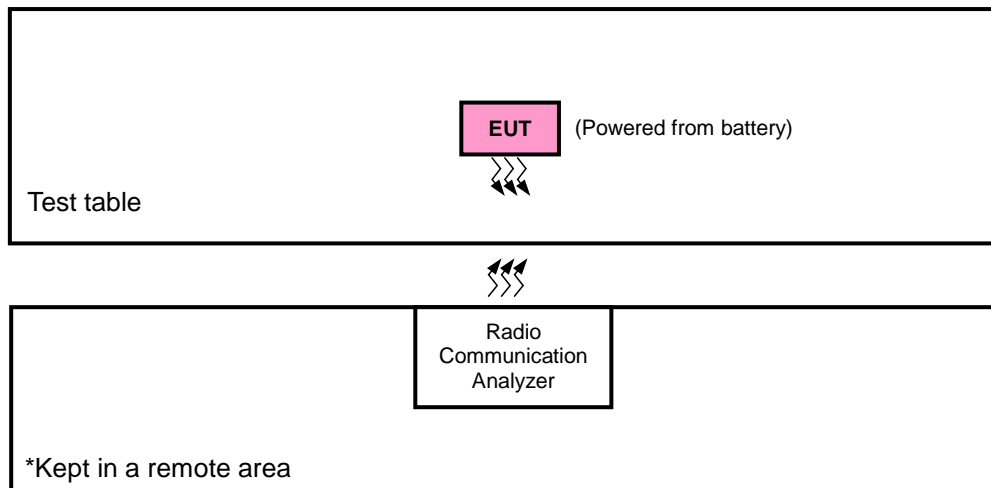 EUT
(Powered from battery)
Test table
Radio
Communication
Analyzer
*Kept in a remote area